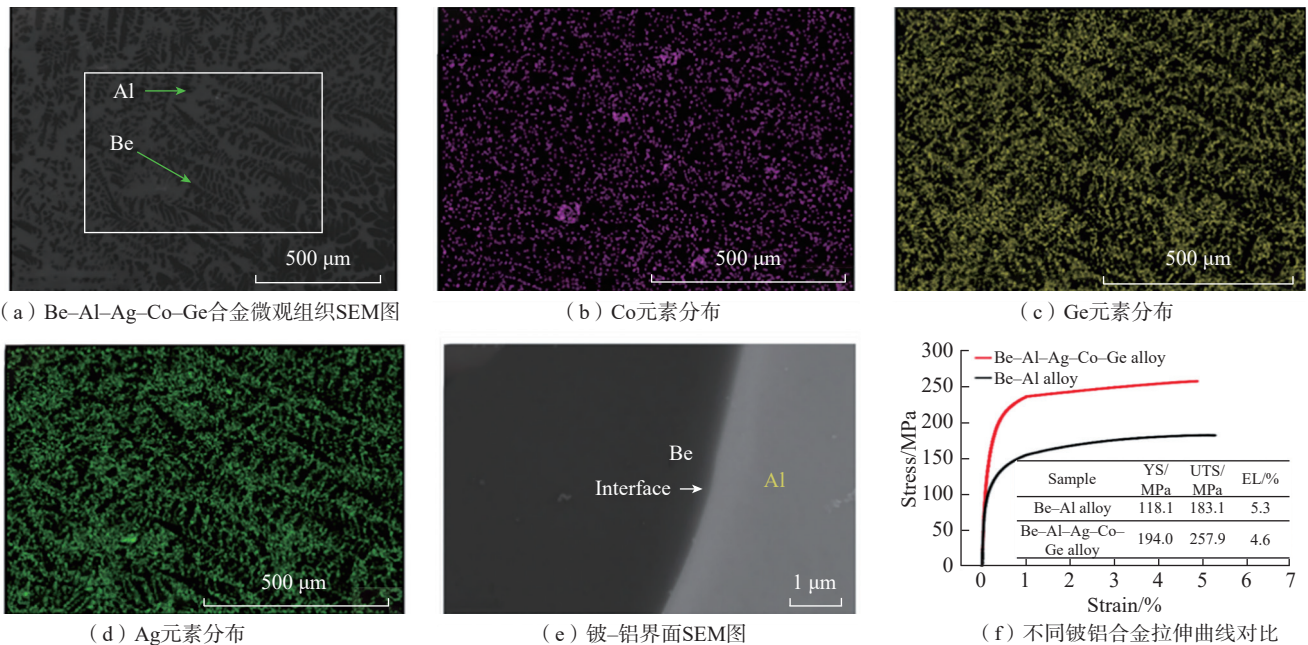 Al
Be
500 μm
（a）Be–Al–Ag–Co–Ge合金微观组织SEM图
500 μm
（b）Co元素分布
500 μm
（c）Ge元素分布
500 μm
（d）Ag元素分布
Be
Interface
Al
1 μm
（e）铍–铝界面SEM图
300
250
200
150
100
50
0
Stress/MPa
Be–Al–Ag–Co–Ge alloy
Be–Al alloy
Sample YS/MPa UTS/MPa EL/%
Be–Al alloy 118.1 183.1 5.3
Be–Al–Ag–Co–Ge alloy 194.0 257.9 4.6
0 1 2 3 4 5 6 7
Strain/%
（f）不同铍铝合金拉伸曲线对比